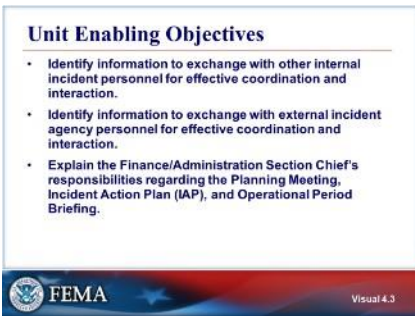 Unit Enabling Objectives
• Identify information to exchange with other internal
incident personnel for effective coordination and
interaction.
• Identify information to exchange with external incident
agency personnel for effective coordination and
interaction.
• Explain the Finance/Administration Section Chief's
responsibilities regarding the Planning Meeting,
Incident Action Plan (IAP), and Operational Period
Briefing.
FEMA
Visual 4.3